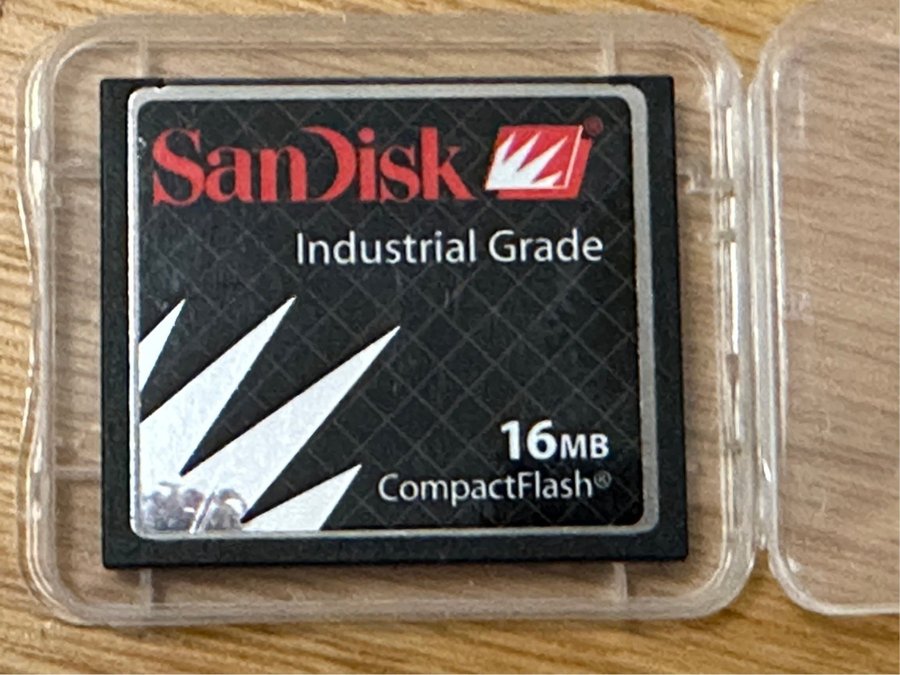 SanDisk®
Industrial Grade
16MB
CompactFlash®